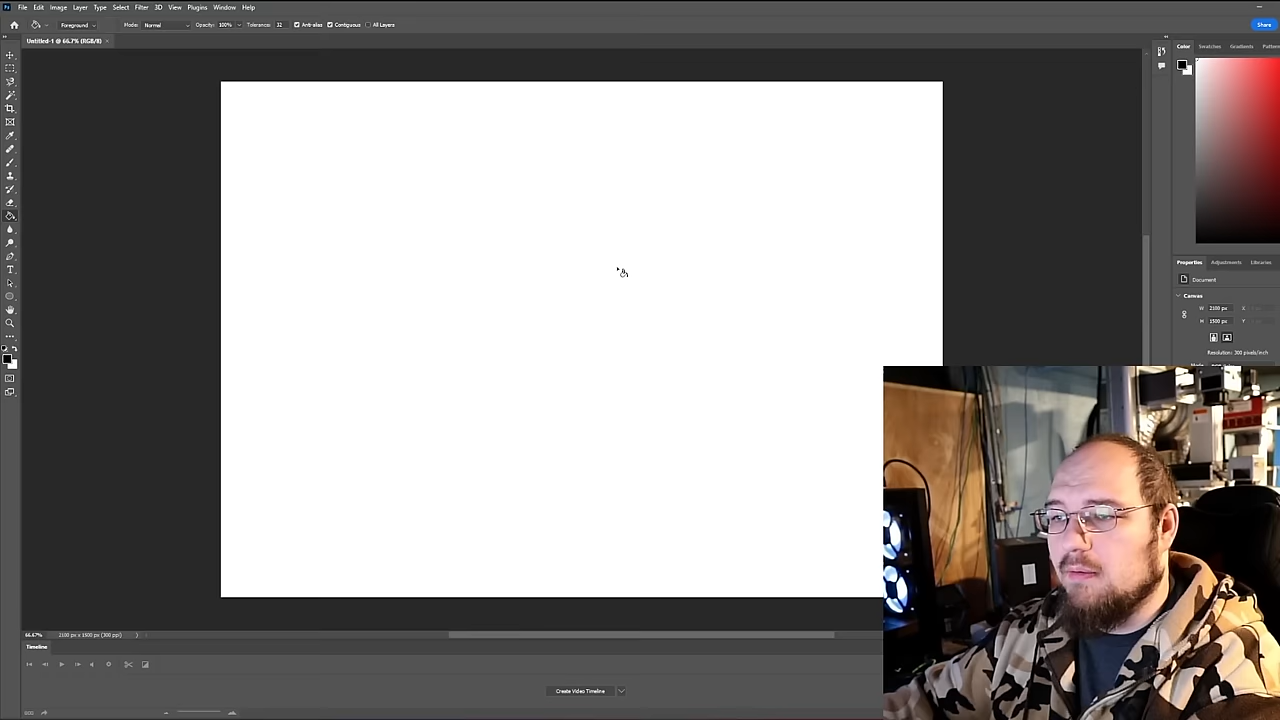 File Edit Image Layer Type Select Filter 3D View Plugins Window Help
Foreground Mode: Normal Opacity: 100% Tolerance: 32 Anti-alias Contiguous All Layers Share
Untitled-1 @ 66.7% (RGB/8) ×
Color Swatches Gradients Pattern
Properties Adjustments Libraries
Document
Canvas
W 2100 px X
H 1500 px Y
Resolution: 300 pixels/inch
66.67% 2100 px x 1500 px (300 ppi)
Timeline
Create Video Timeline